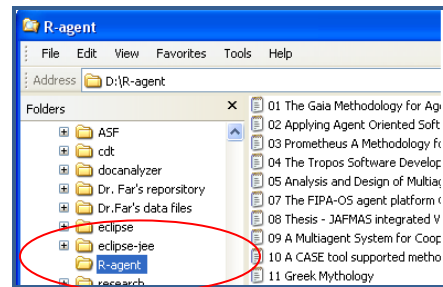 R-agent
File Edit View Favorites Tools Help
Address D:\R-agent
Folders x
ASF
cdt
docanalyzer
Dr. Far's reporsitory
Dr.Far's data files
eclipse
eclipse-jee
R-agent
research
01 The Gaia Methodology for Age
02 Applying Agent Oriented Soft
03 Prometheus A Methodology fo
04 The Tropos Software Develop
05 Analysis and Design of Multiag
07 The FIPA-OS agent platform
08 Thesis - JAFMAS integrated V
09 A Multiagent System for Coop
10 A CASE tool supported metho
11 Greek Mythology